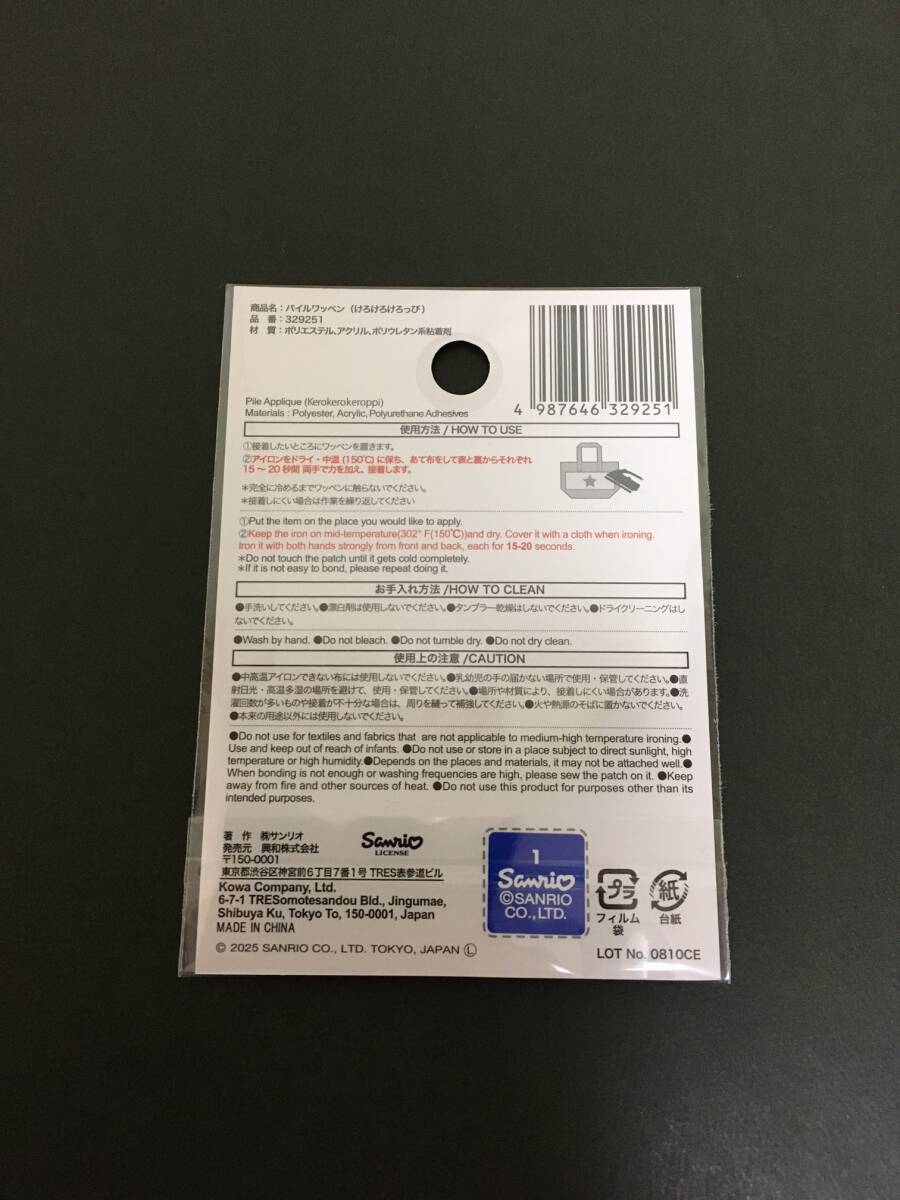 商品名：パイルワッペン（けろけろけろっぴ）
品　番：329251
材　質：ポリエステル、アクリル、ポリウレタン系粘着剤
Pile Applique (Kerokerokeroppi)
Materials : Polyester, Acrylic, Polyurethane Adhesives
4 987646 329251
使用方法 / HOW TO USE
①接着したいところにワッペンを置きます。
②アイロンをドライ・中温（150℃）に保ち、あて布をして表と裏からそれぞれ
15～20秒間 両手で力を加え、接着します。
＊完全に冷めるまでワッペンに触らないでください。
＊接着しにくい場合は作業を繰り返してください
①Put the item on the place you would like to apply.
②Keep the iron on mid-temperature(302° F(150℃))and dry. Cover it with a cloth when ironing.
Iron it with both hands strongly from front and back, each for 15-20 seconds.
＊Do not touch the patch until it gets cold completely.
＊If it is not easy to bond, please repeat doing it.
お手入れ方法 /HOW TO CLEAN
●手洗いしてください。●漂白剤は使用しないでください。●タンブラー乾燥はしないでください。●ドライクリーニングはし
ないでください。
●Wash by hand. ●Do not bleach. ●Do not tumble dry. ●Do not dry clean.
使用上の注意 /CAUTION
●中高温アイロンできない布には使用しないでください。●乳幼児の手の届かない場所で使用・保管してください。●直
射日光・高温多湿の場所を避けて、使用・保管してください。●場所や材質により、接着しにくい場合があります。●洗
濯回数が多いものや接着が不十分な場合は、周りを縫って補強してください。●火や熱源のそばに置かないでください。
●本来の用途以外には使用しないでください。
●Do not use for textiles and fabrics that are not applicable to medium-high temperature ironing.●
Use and keep out of reach of infants. ●Do not use or store in a place subject to direct sunlight, high
temperature or high humidity.●Depends on the places and materials, it may not be attached well.●
When bonding is not enough or washing frequencies are high, please sew the patch on it. ●Keep
away from fire and other sources of heat. ●Do not use this product for purposes other than its
intended purposes.
著　作　㈱サンリオ
発売元　興和株式会社
〒150-0001
東京都渋谷区神宮前6丁目7番1号 TRES表参道ビル
Kowa Company, Ltd.
6-7-1 TRESomotesandou Bld., Jingumae,
Shibuya Ku, Tokyo To, 150-0001, Japan
MADE IN CHINA
© 2025 SANRIO CO., LTD. TOKYO, JAPAN Ⓛ
Sanrio
LICENSE
1
Sanrio
©SANRIO
CO., LTD.
プラ
フィルム
袋
紙
台紙
LOT No. 0810CE